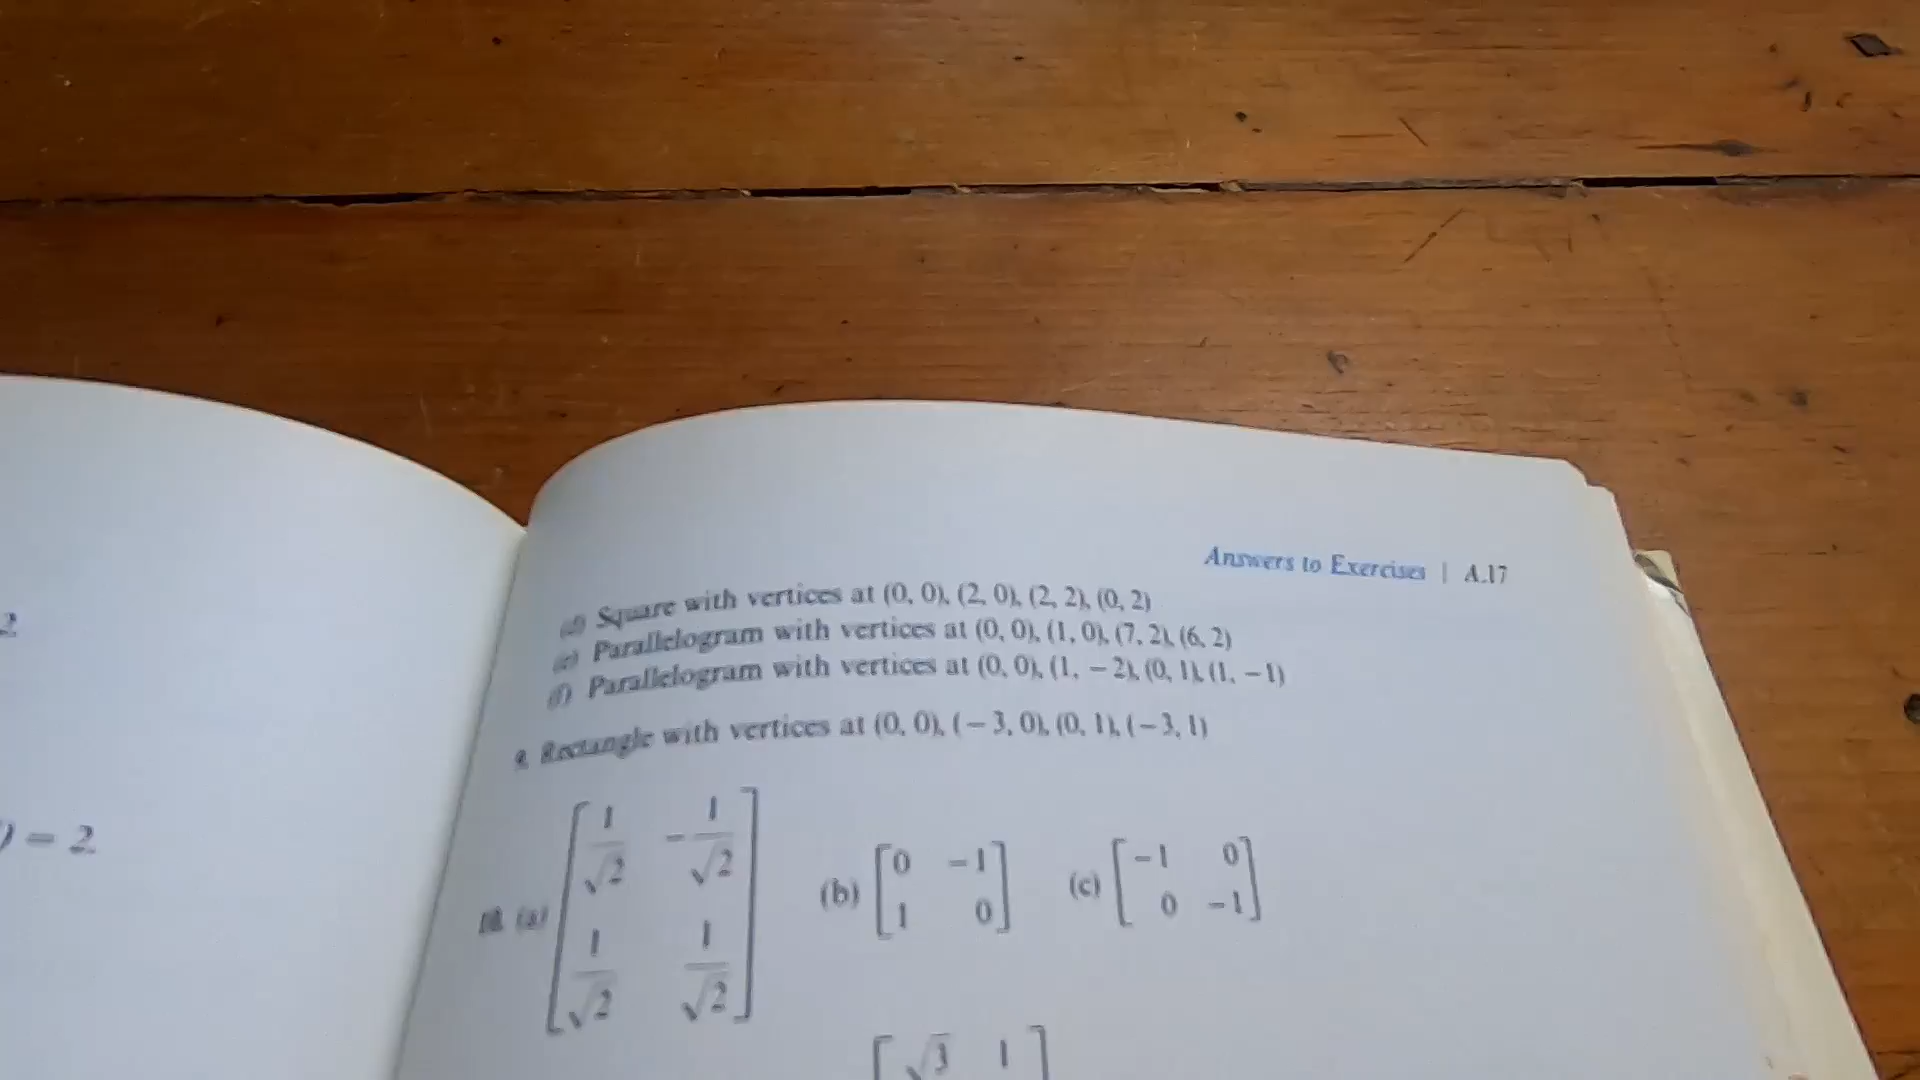 2
) = 2
Answers to Exercises | A.17
(d) Square with vertices at (0, 0), (2, 0), (2, 2), (0, 2)
(e) Parallelogram with vertices at (0, 0), (1, 0), (7, 2), (6, 2)
(f) Parallelogram with vertices at (0, 0), (1, −2), (0, 1), (1, −1)
9. Rectangle with vertices at (0, 0), (−3, 0), (0, 1), (−3, 1)
10. (a) [1/√2 −1/√2; 1/√2 1/√2] (b) [0 −1; 1 0] (c) [−1 0; 0 −1]
[√3 1]